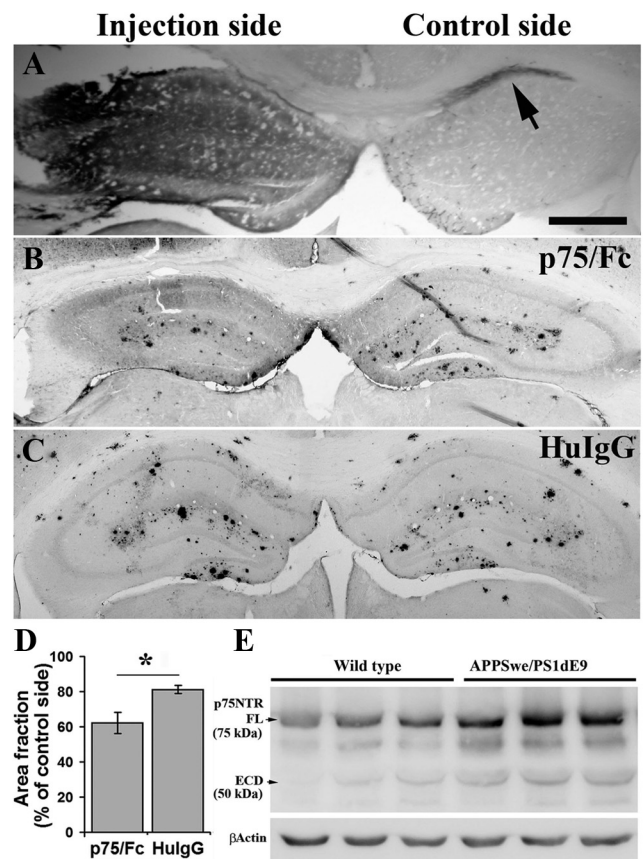 Injection side Control side
A
B p75/Fc
C HuIgG
D
*
Area fraction
(% of control side)
100
80
60
40
20
0
p75/Fc HuIgG
E
Wild type APPSwe/PS1dE9
p75NTR
FL
(75 kDa)
ECD
(50 kDa)
βActin